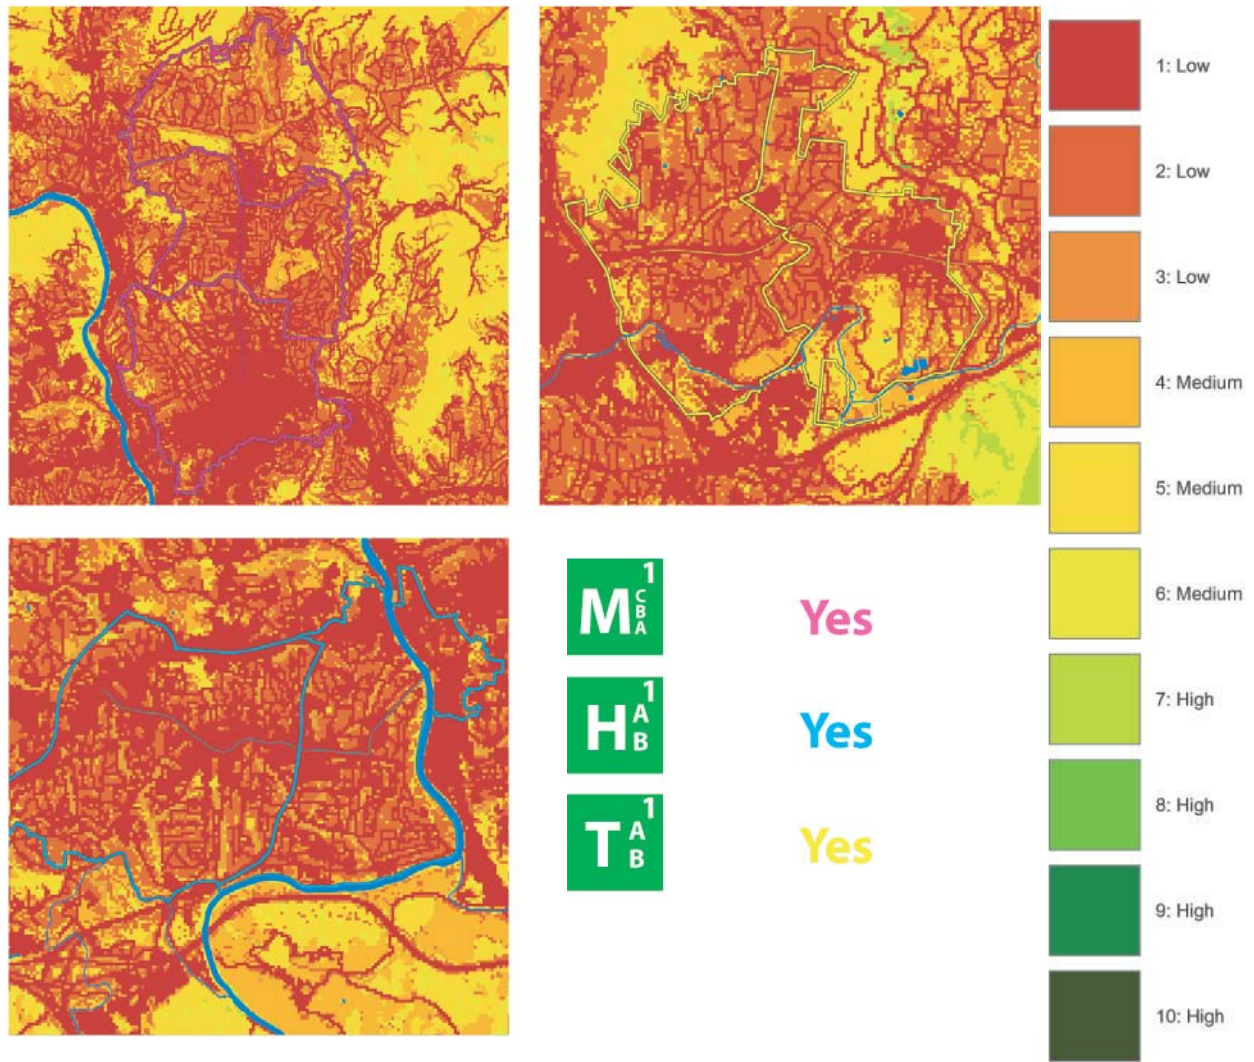 1: Low
2: Low
3: Low
4: Medium
5: Medium
6: Medium
7: High
8: High
9: High
10: High
M 1 C B A
Yes
H 1 A B
Yes
T 1 A B
Yes